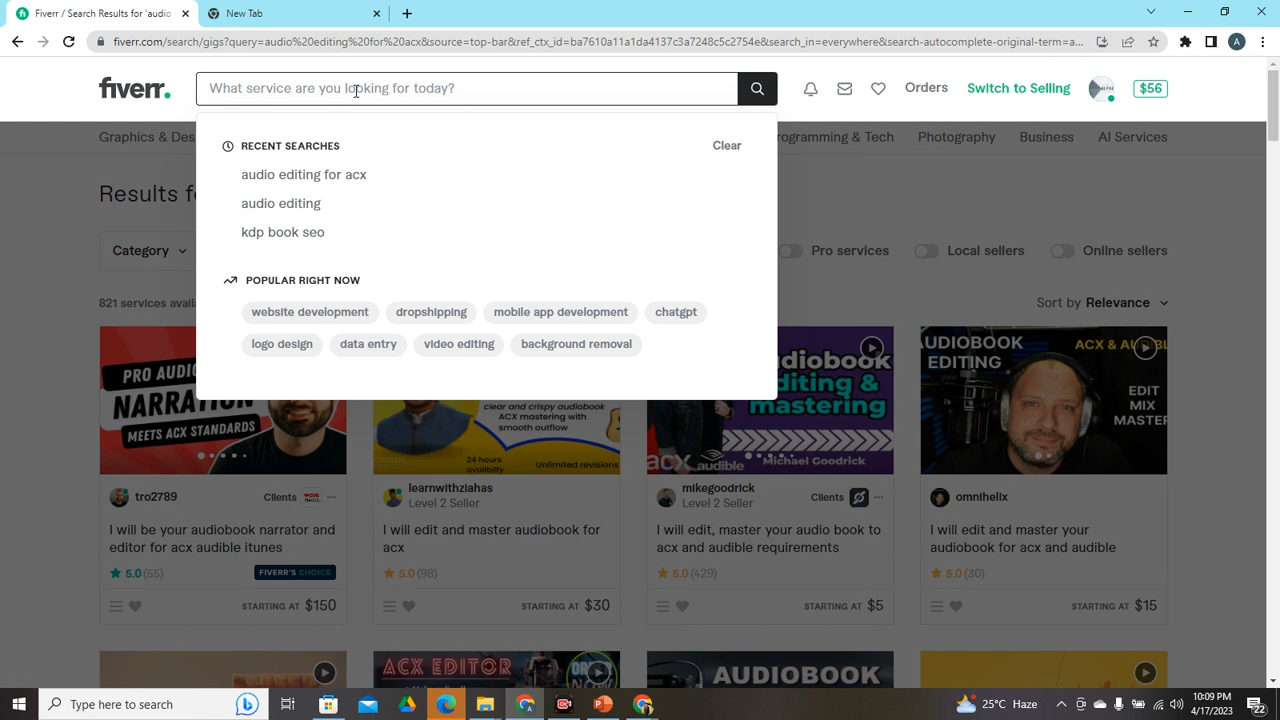 Fiverr / Results for 'audio
New Tab
fiverr.com/search/gigs?query=audio%20editing%20for%20acx&source=top-bar&ref_ctx_id=ba7610a11a1da4137c3a7248c5c2754e&search_in=everywhere&search-autocomplete-original-term=a...
A
fiverr.
What service are you looking for today?
Orders
Switch to Selling
$56
Graphics & Des
rogramming & Tech
Photography
Business
AI Services
RECENT SEARCHES
Clear
audio editing for acx
audio editing
kdp book seo
POPULAR RIGHT NOW
website development
dropshipping
mobile app development
chatgpt
logo design
data entry
video editing
background removal
Results f
Category
Pro services
Local sellers
Online sellers
821 services availa
Sort by Relevance
PRO AUDIO
NARRATION
MEETS ACX STANDARDS
clear and crispy audiobook
ACX mastering with
smooth outflow
24 hours
availbilty
Unlimited revisions
audiobook
diting &
mastering
acx audible
Michael Goodrick
AUDIOBOOK
EDITING
ACX & AUDIBL
EDIT
MIX
MASTER
tro2789
Clients
learnwithziahas
Level 2 Seller
mikegoodrick
Level 2 Seller
Clients
omnihelix
I will be your audiobook narrator and
editor for acx audible itunes
I will edit and master audiobook for
acx
I will edit, master your audio book to
acx and audible requirements
I will edit and master your
audiobook for acx and audible
5.0 (55)
FIVERR'S CHOICE
5.0 (98)
5.0 (429)
5.0 (30)
STARTING AT $150
STARTING AT $30
STARTING AT $5
STARTING AT $15
ACX EDITOR
AUDIOBOOK
Type here to search
25°C Haze
10:09 PM
4/17/2023
22